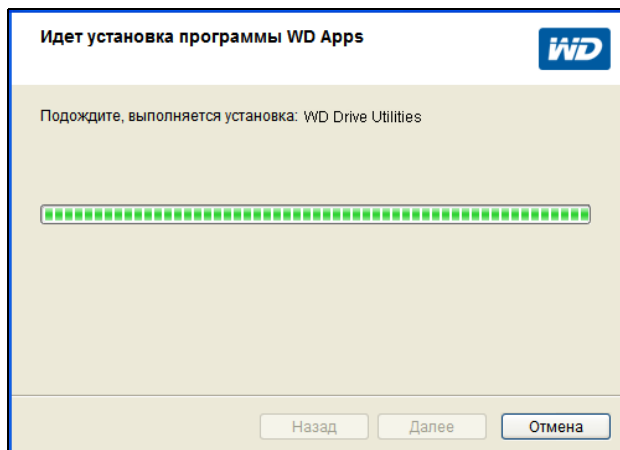 Идет установка программы WD Apps
WD
Подождите, выполняется установка: WD Drive Utilities
Назад
Далее
Отмена